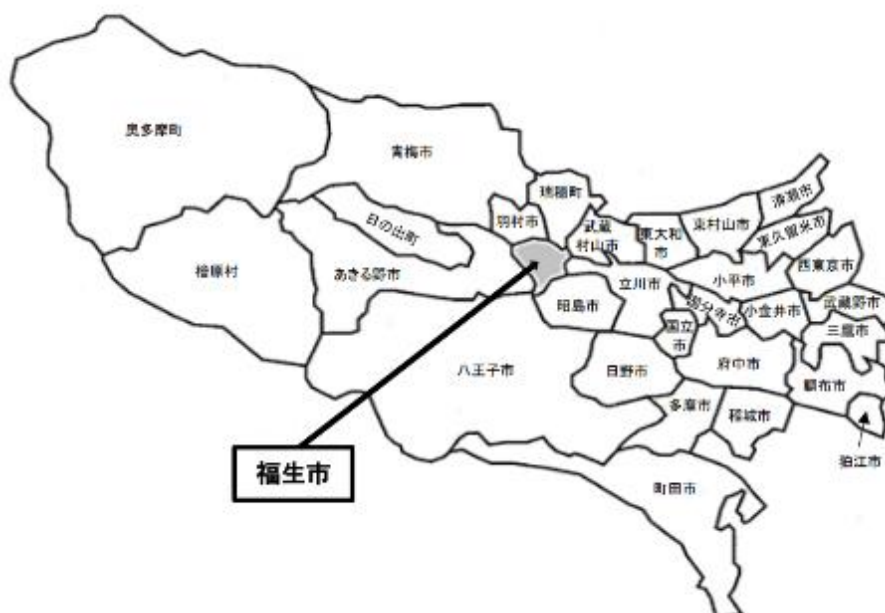 奥多摩町
青梅市
瑞穂町
清瀬市
羽村市
武蔵
村山市
東大和
市
東村山市
東久留米市
日の出町
西東京市
檜原村
あきる野市
立川市
小平市
昭島市
国分寺市
小金井市
武蔵野市
国立
市
三鷹市
八王子市
日野市
府中市
調布市
多摩市
稲城市
狛江市
福生市
町田市